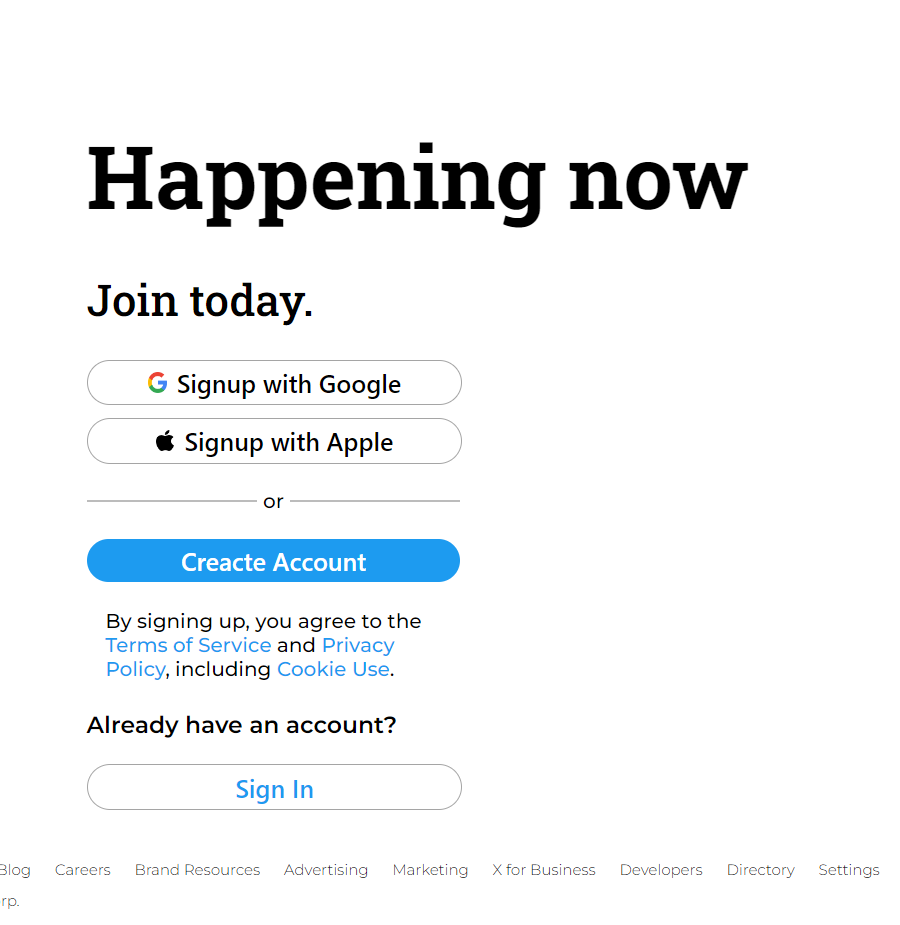 Happening now
Join today.
Signup with Google
Signup with Apple
or
Creacte Account
By signing up, you agree to the
Terms of Service and Privacy
Policy, including Cookie Use.
Already have an account?
Sign In
Blog Careers Brand Resources Advertising Marketing X for Business Developers Directory Settings
rp.